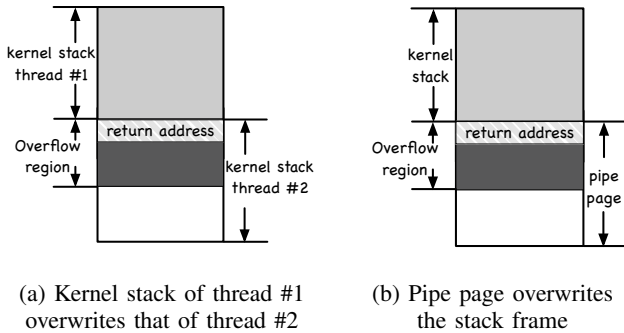 kernel stack
thread #1
return address
Overflow
region
kernel stack
thread #2
(a) Kernel stack of thread #1
overwrites that of thread #2
kernel
stack
return address
Overflow
region
pipe
page
(b) Pipe page overwrites
the stack frame